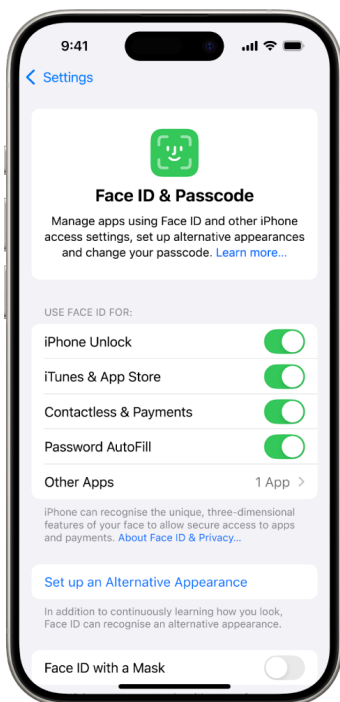 9:41
Settings
Face ID & Passcode
Manage apps using Face ID and other iPhone
access settings, set up alternative appearances
and change your passcode. Learn more...
USE FACE ID FOR:
iPhone Unlock
iTunes & App Store
Contactless & Payments
Password AutoFill
Other Apps 1 App
iPhone can recognise the unique, three-dimensional
features of your face to allow secure access to apps
and payments. About Face ID & Privacy...
Set up an Alternative Appearance
In addition to continuously learning how you look,
Face ID can recognise an alternative appearance.
Face ID with a Mask